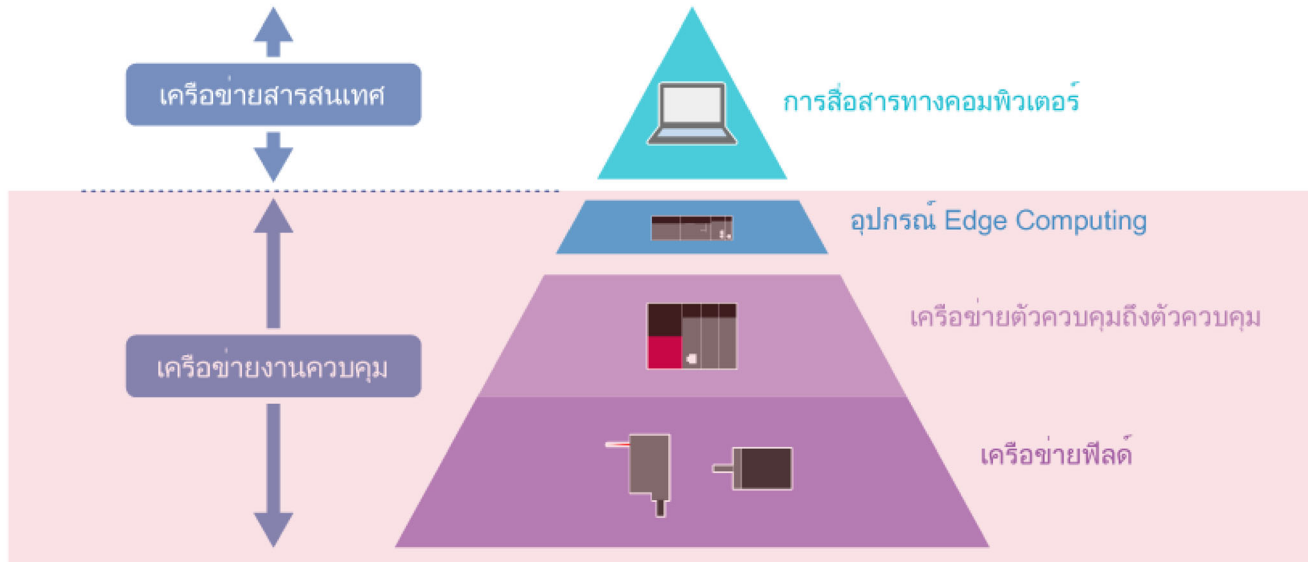 เครือข่ายสารสนเทศ
การสื่อสารทางคอมพิวเตอร์
อุปกรณ์ Edge Computing
เครือข่ายตัวควบคุมถึงตัวควบคุม
เครือข่ายงานควบคุม
เครือข่ายฟิลด์